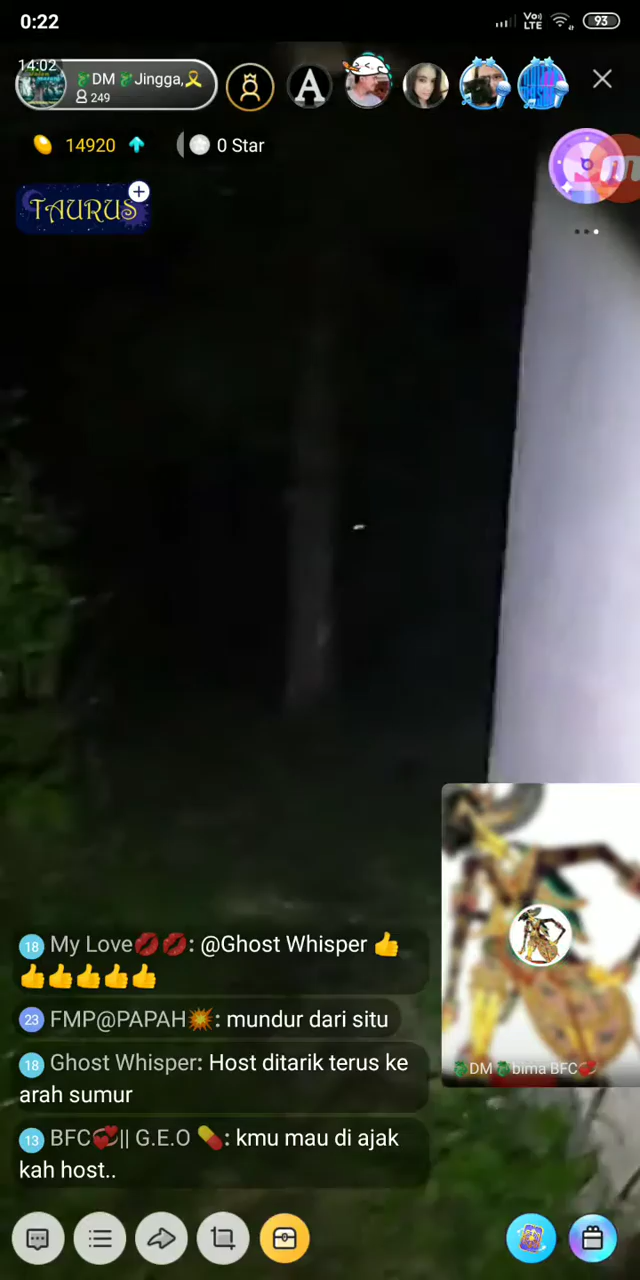 0:22
Vo)) LTE
93
14:02
🐉DM🐉Jingga,🎗
249
A
14920
0 Star
TAURUS
18 My Love💋💋: @Ghost Whisper 👍
👍👍👍👍👍
23 FMP@PAPAH💥: mundur dari situ
18 Ghost Whisper: Host ditarik terus ke
arah sumur
13 BFC💞|| G.E.O 💊: kmu mau di ajak
kah host..
🐉DM🐉bima BFC💞